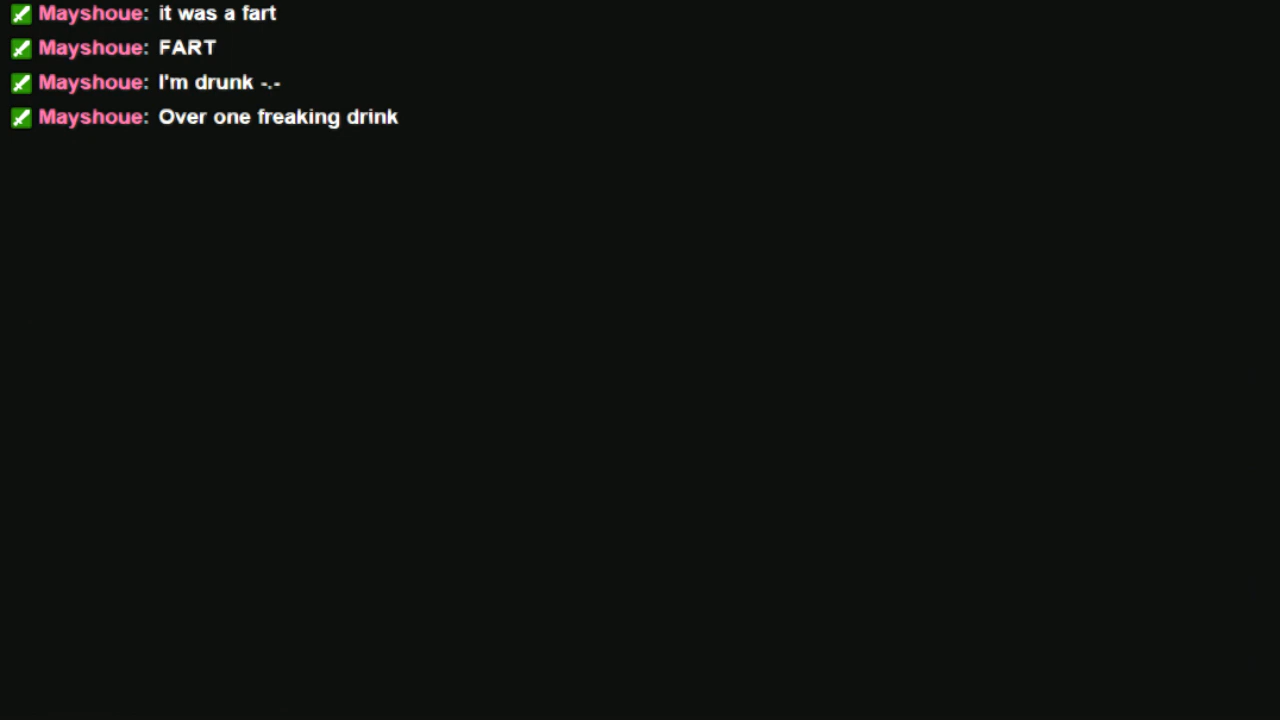 Mayshoue: it was a fart
Mayshoue: FART
Mayshoue: I'm drunk -.-
Mayshoue: Over one freaking drink